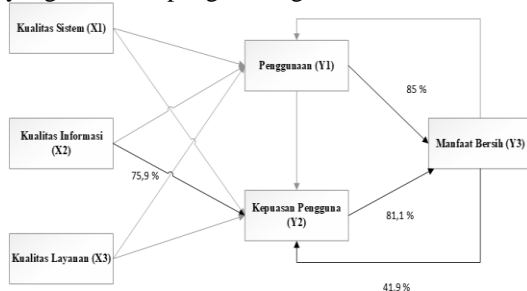 Kualitas Sistem (X1)
Penggunaan (Y1)
85 %
Kualitas Informasi
(X2)
Manfaat Bersih (Y3)
75,9 %
Kepuasan Pengguna
(Y2)
81,1 %
Kualitas Layanan (X3)
41.9 %